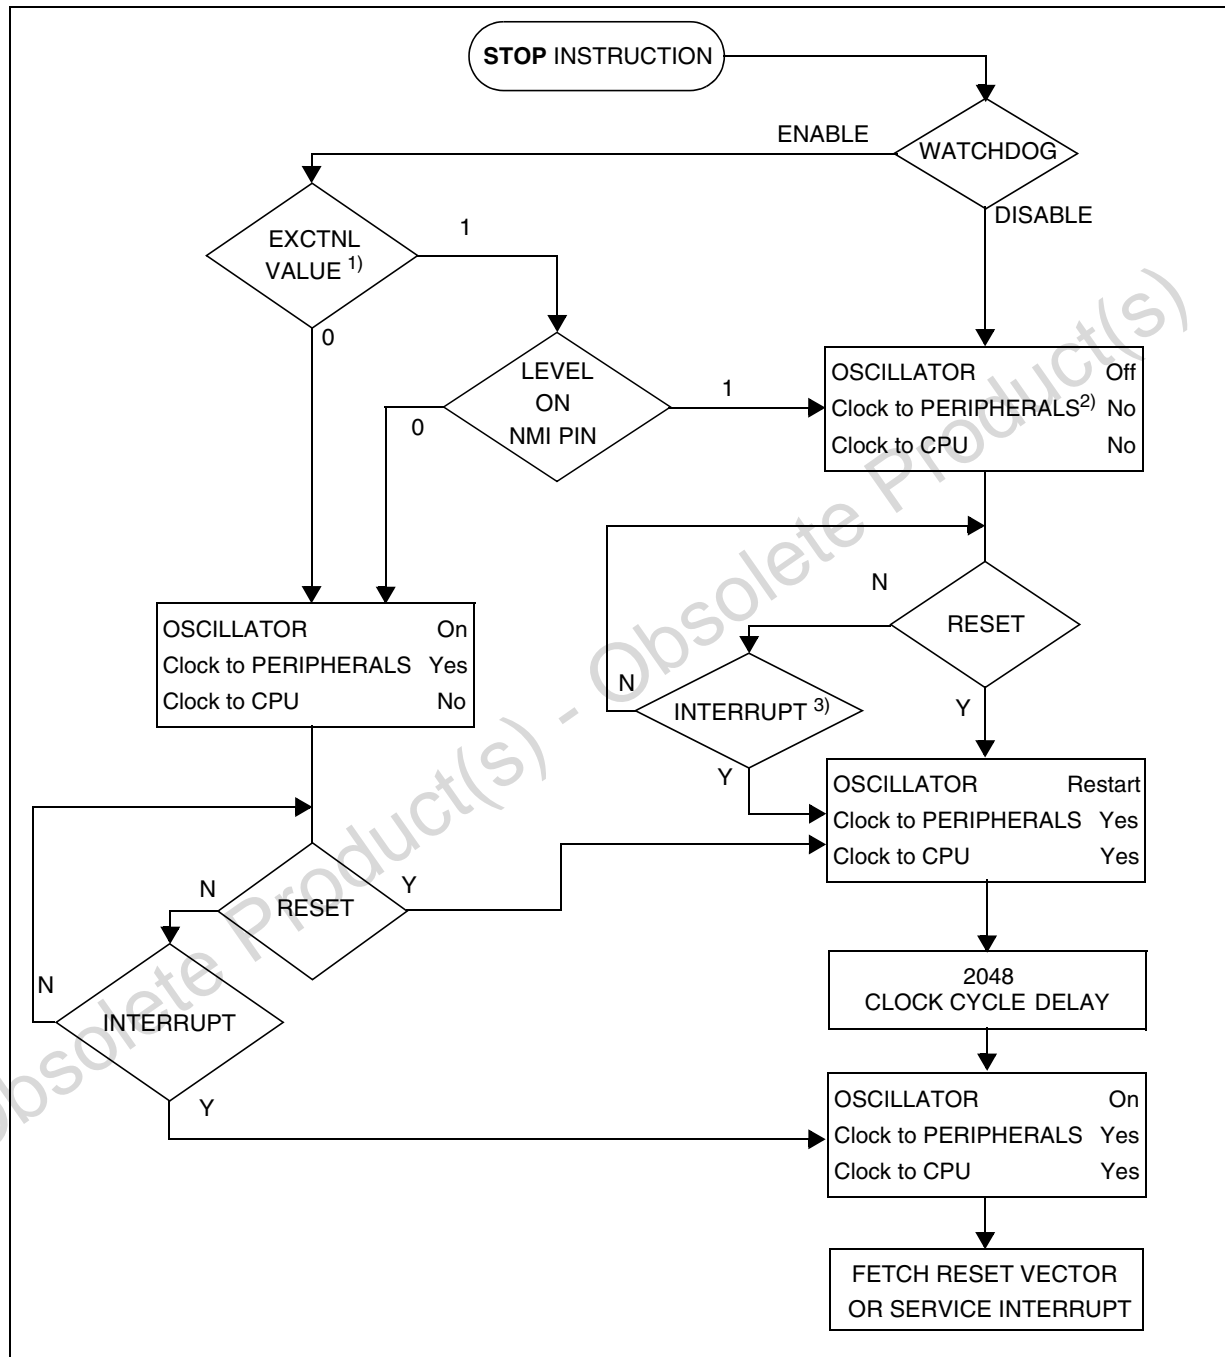 STOP INSTRUCTION
ENABLE
WATCHDOG
DISABLE
EXCTNL
VALUE 1)
1
0
LEVEL
ON
NMI PIN
1
0
OSCILLATOR Off
Clock to PERIPHERALS2) No
Clock to CPU No
N
RESET
Y
OSCILLATOR On
Clock to PERIPHERALS Yes
Clock to CPU No
N
INTERRUPT 3)
Y
OSCILLATOR Restart
Clock to PERIPHERALS Yes
Clock to CPU Yes
N
RESET
Y
N
INTERRUPT
Y
2048
CLOCK CYCLE DELAY
OSCILLATOR On
Clock to PERIPHERALS Yes
Clock to CPU Yes
FETCH RESET VECTOR
OR SERVICE INTERRUPT
Obsolete Product(s) - Obsolete Product(s)